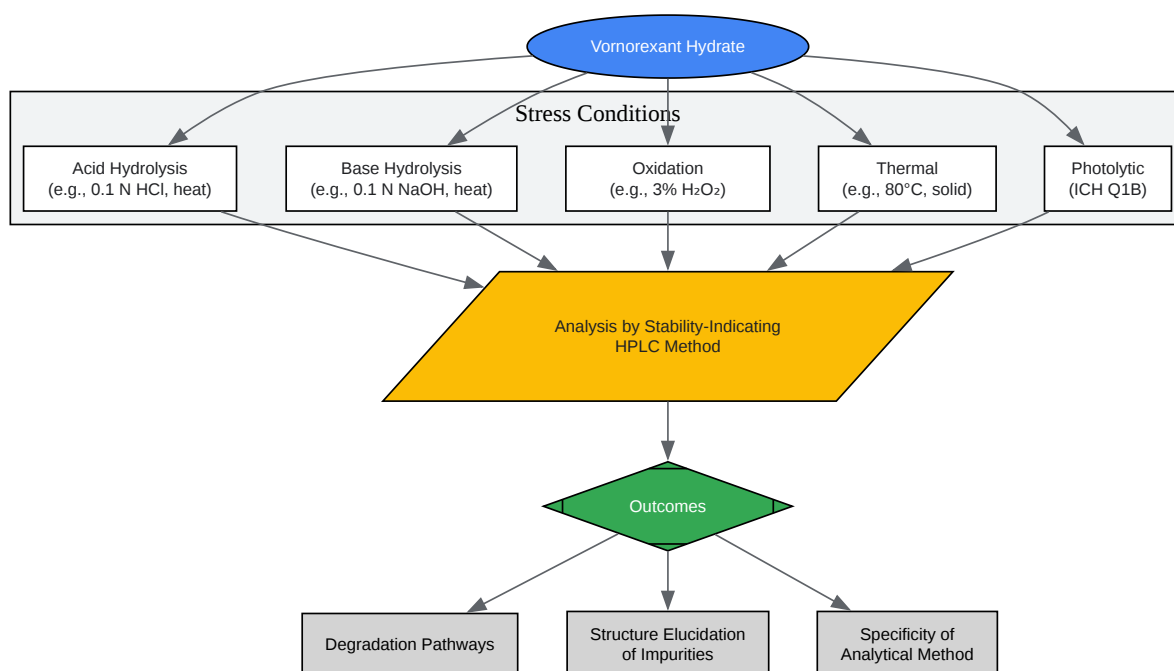 Vornorexant Hydrate
Stress Conditions
Acid Hydrolysis
(e.g., 0.1 N HCl, heat)
Base Hydrolysis
(e.g., 0.1 N NaOH, heat)
Oxidation
(e.g., 3% H₂O₂)
Thermal
(e.g., 80°C, solid)
Photolytic
(ICH Q1B)
Analysis by Stability-Indicating
HPLC Method
Outcomes
Degradation Pathways
Structure Elucidation
of Impurities
Specificity of
Analytical Method